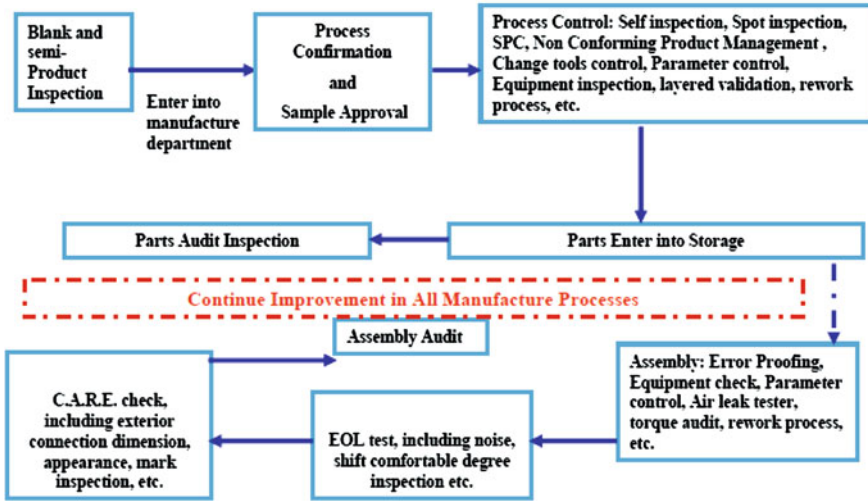 Blank and
semi-
Product
Inspection
Enter into
manufacture
department
Process
Confirmation
and
Sample Approval
Process Control: Self inspection, Spot inspection,
SPC, Non Conforming Product Management ,
Change tools control, Parameter control,
Equipment inspection, layered validation, rework
process, etc.
Parts Audit Inspection
Parts Enter into Storage
Continue Improvement in All Manufacture Processes
Assembly Audit
Assembly: Error Proofing,
Equipment check, Parameter
control, Air leak tester,
torque audit, rework process,
etc.
EOL test, including noise,
shift comfortable degree
inspection etc.
C.A.R.E. check,
including exterior
connection dimension,
appearance, mark
inspection, etc.